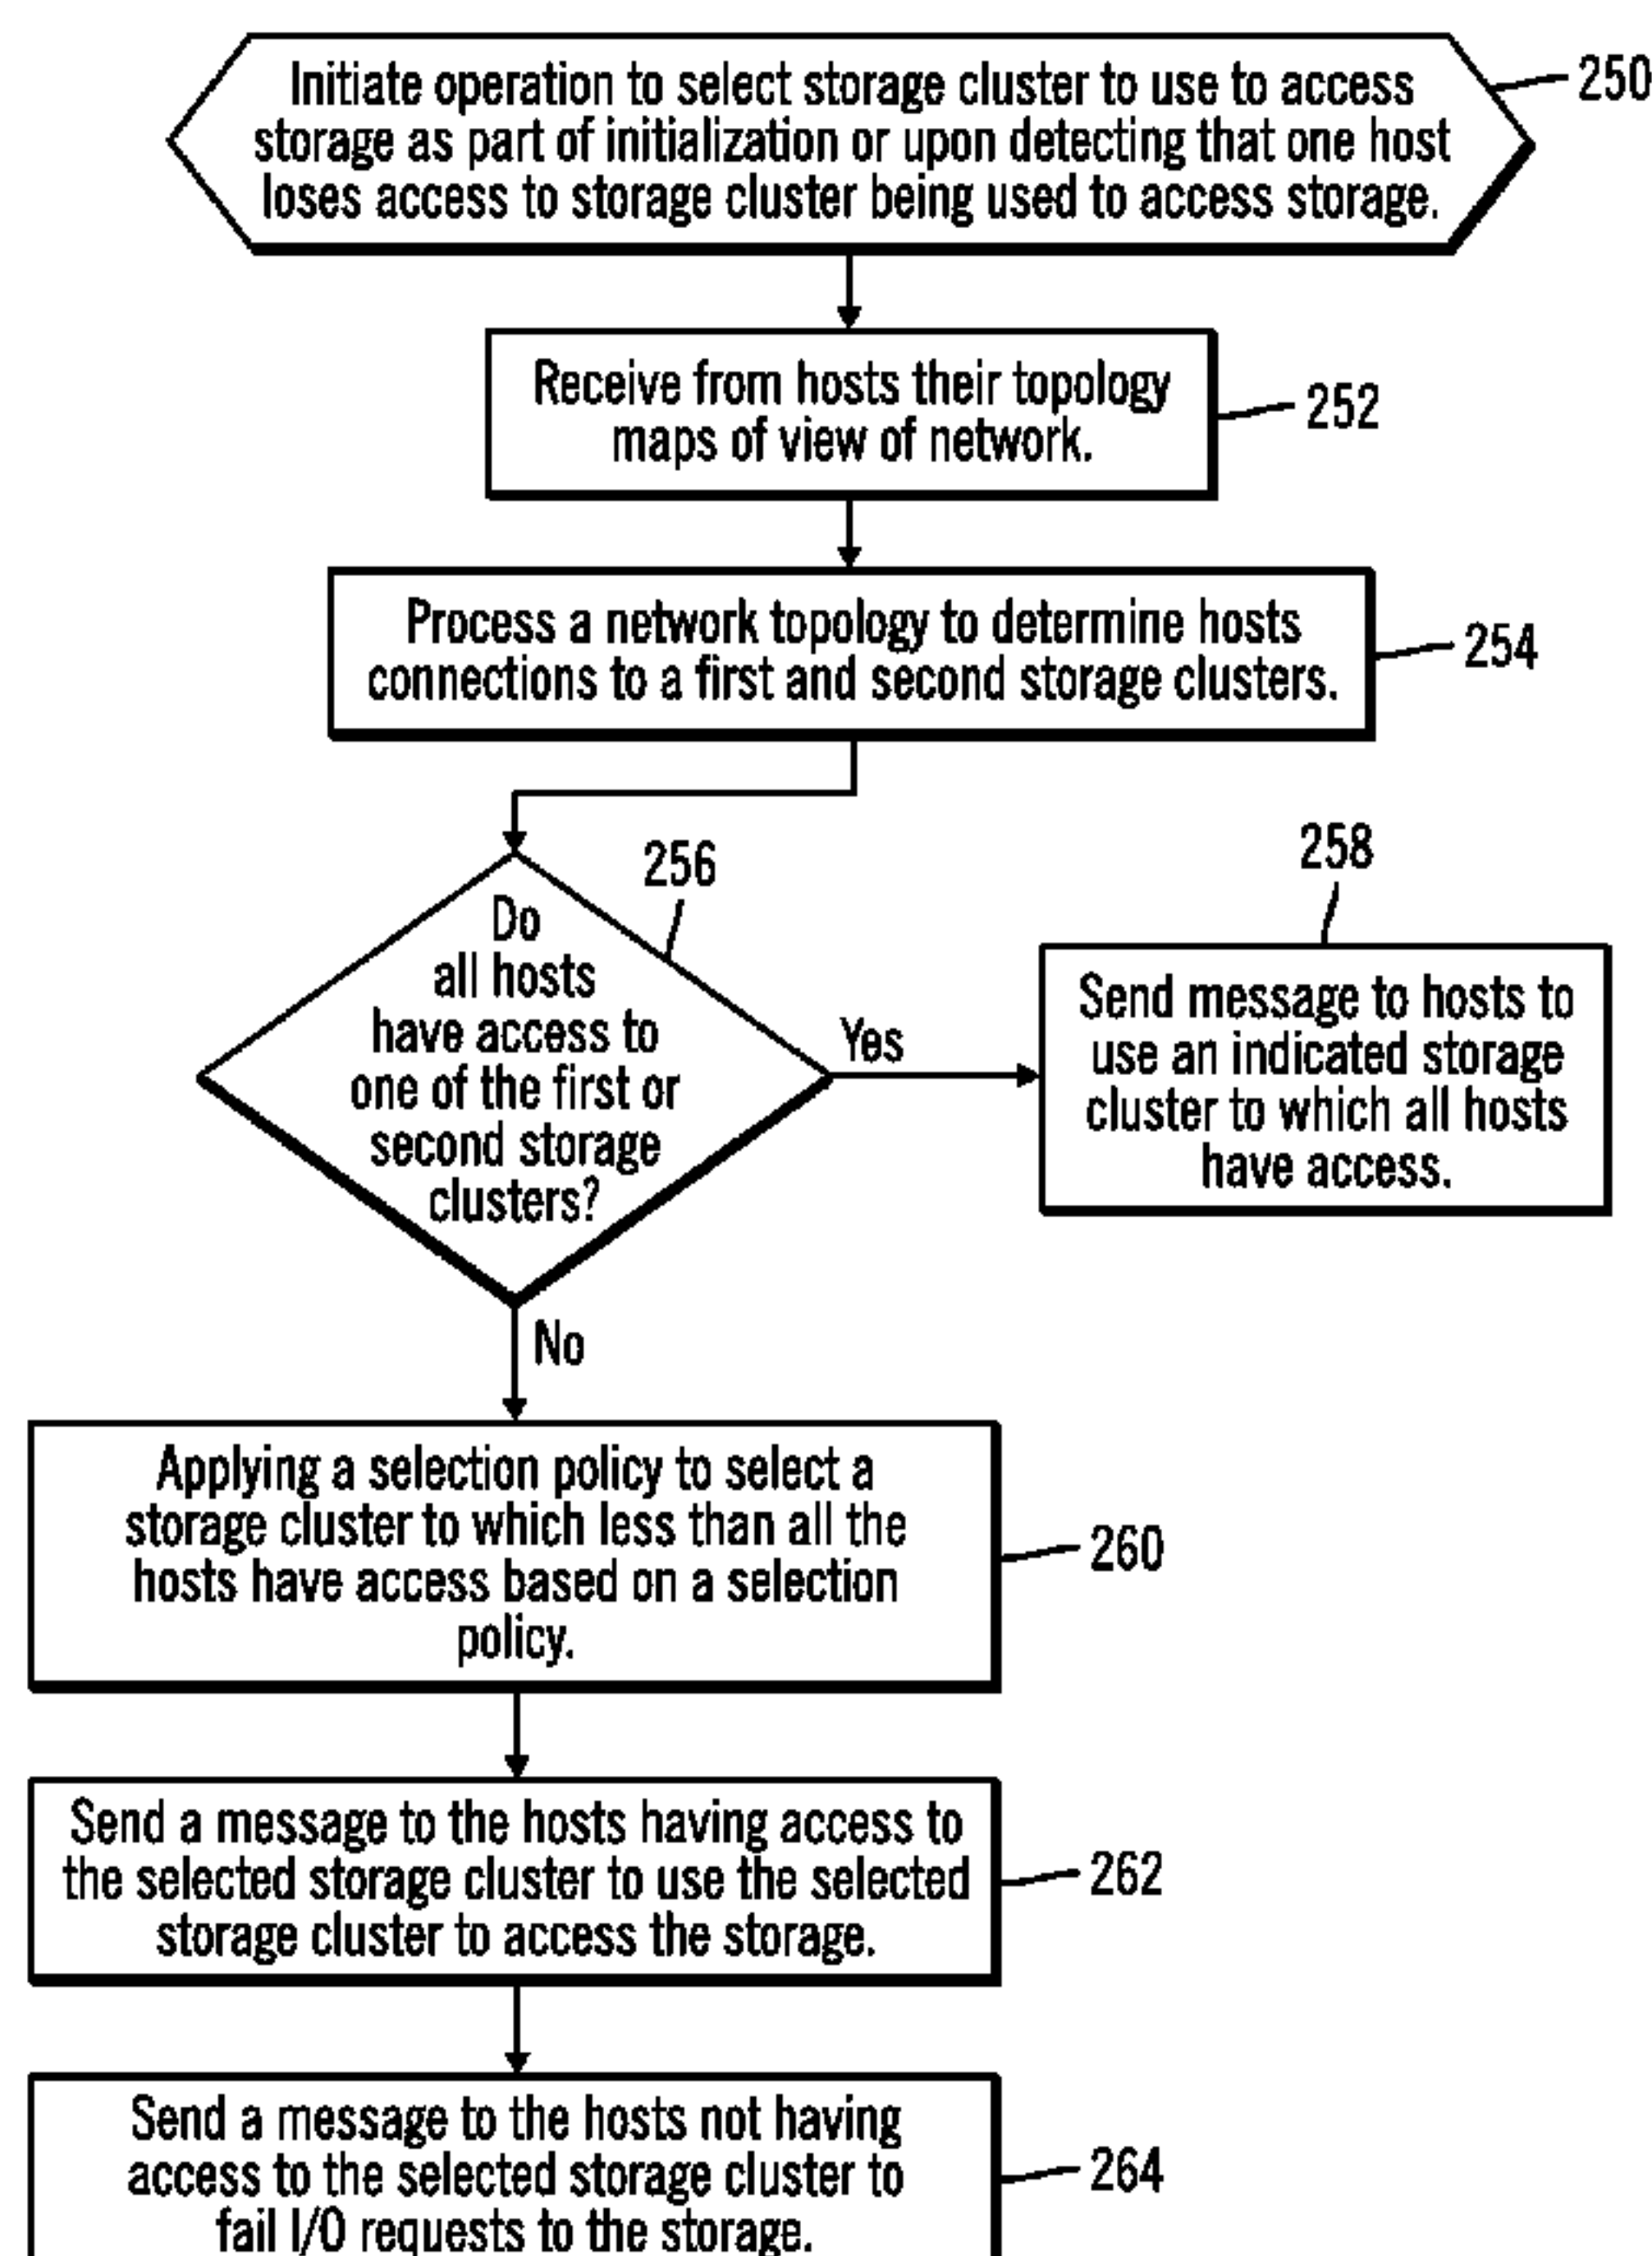 Initiate operation to select storage cluster to use to access
storage as part of initialization or upon detecting that one host
loses access to storage cluster being used to access storage.
250
Receive from hosts their topology
maps of view of network.
252
Process a network topology to determine hosts
connections to a first and second storage clusters.
254
256
Do
all hosts
have access to
one of the first or
second storage
clusters?
Yes
258
Send message to hosts to
use an indicated storage
cluster to which all hosts
have access.
No
Applying a selection policy to select a
storage cluster to which less than all the
hosts have access based on a selection
policy.
260
Send a message to the hosts having access to
the selected storage cluster to use the selected
storage cluster to access the storage.
262
Send a message to the hosts not having
access to the selected storage cluster to
fail I/O requests to the storage.
264